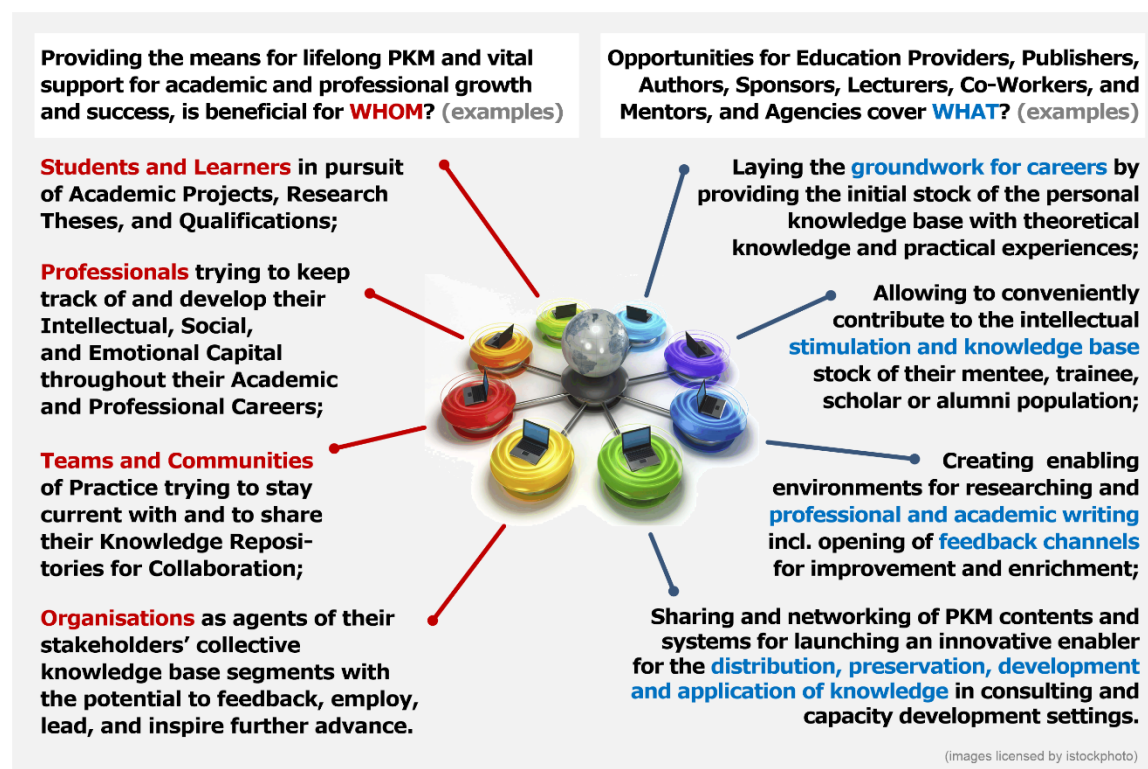 Providing the means for lifelong PKM and vital
support for academic and professional growth
and success, is beneficial for WHOM? (examples)
Students and Learners in pursuit
of Academic Projects, Research
Theses, and Qualifications;
Professionals trying to keep
track of and develop their
Intellectual, Social,
and Emotional Capital
throughout their Academic
and Professional Careers;
Teams and Communities
of Practice trying to stay
current with and to share
their Knowledge Reposi-
tories for Collaboration;
Organisations as agents of their
stakeholders’ collective
knowledge base segments with
the potential to feedback, employ,
lead, and inspire further advance.
Opportunities for Education Providers, Publishers,
Authors, Sponsors, Lecturers, Co-Workers, and
Mentors, and Agencies cover WHAT? (examples)
Laying the groundwork for careers by
providing the initial stock of the personal
knowledge base with theoretical
knowledge and practical experiences;
Allowing to conveniently
contribute to the intellectual
stimulation and knowledge base
stock of their mentee, trainee,
scholar or alumni population;
Creating enabling
environments for researching and
professional and academic writing
incl. opening of feedback channels
for improvement and enrichment;
Sharing and networking of PKM contents and
systems for launching an innovative enabler
for the distribution, preservation, development
and application of knowledge in consulting and
capacity development settings.
(images licensed by istockphoto)